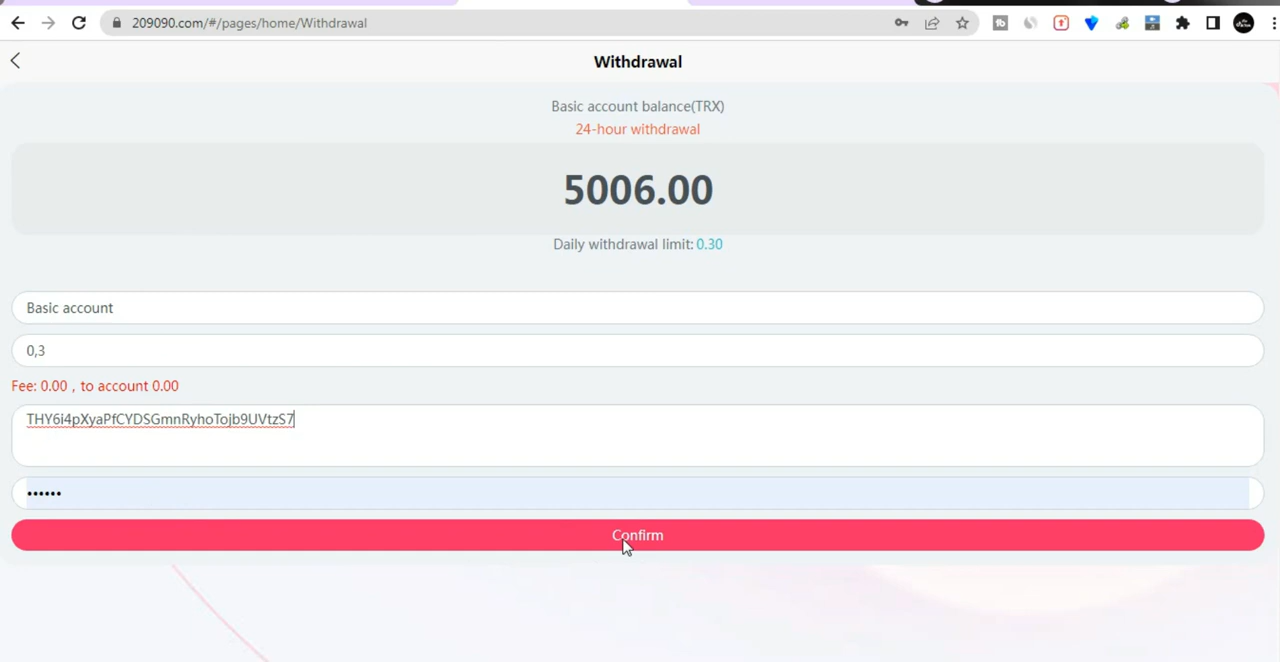 209090.com/#/pages/home/Withdrawal
Withdrawal
Basic account balance(TRX)
24-hour withdrawal
5006.00
Daily withdrawal limit: 0.30
Basic account
0,3
Fee: 0.00 , to account 0.00
THY6i4pXyaPfCYDSGmnRyhoTojb9UVtzS7
••••••
Confirm